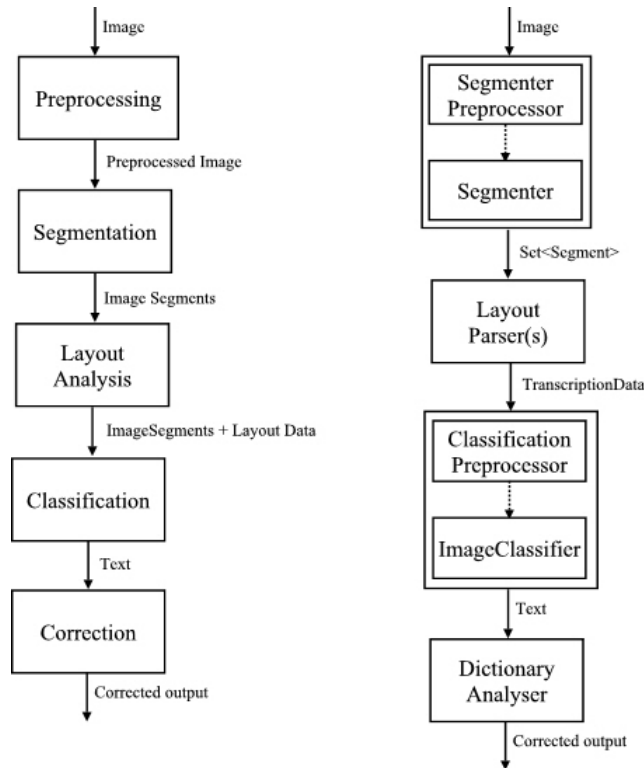 Image
Preprocessing
Preprocessed Image
Segmentation
Image Segments
Layout
Analysis
ImageSegments + Layout Data
Classification
Text
Correction
Corrected output
Image
Segmenter
Preprocessor
Segmenter
Set<Segment>
Layout
Parser(s)
TranscriptionData
Classification
Preprocessor
ImageClassifier
Text
Dictionary
Analyser
Corrected output